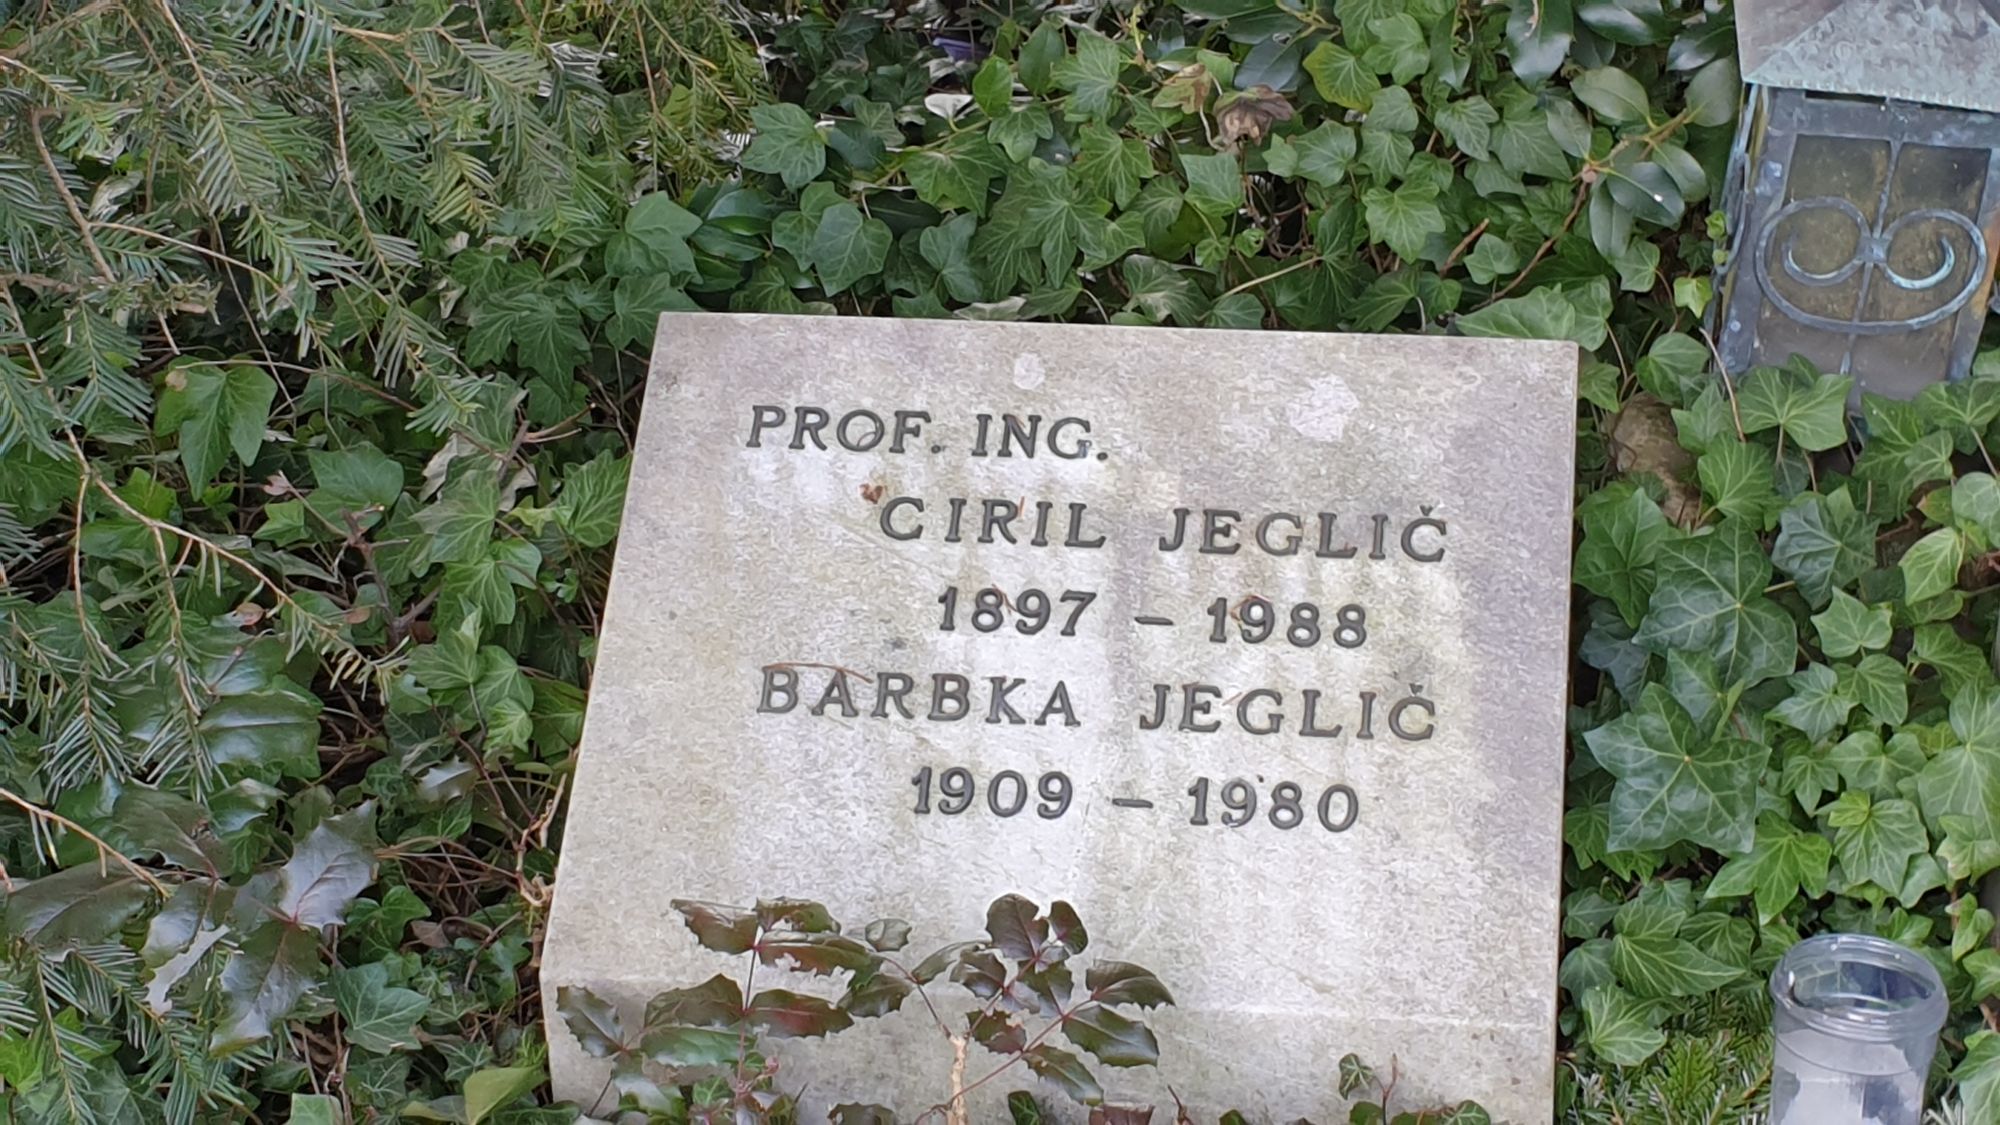 PROF. ING.
CIRIL JEGLIČ
1897 – 1988
BARBKA JEGLIČ
1909 – 1980